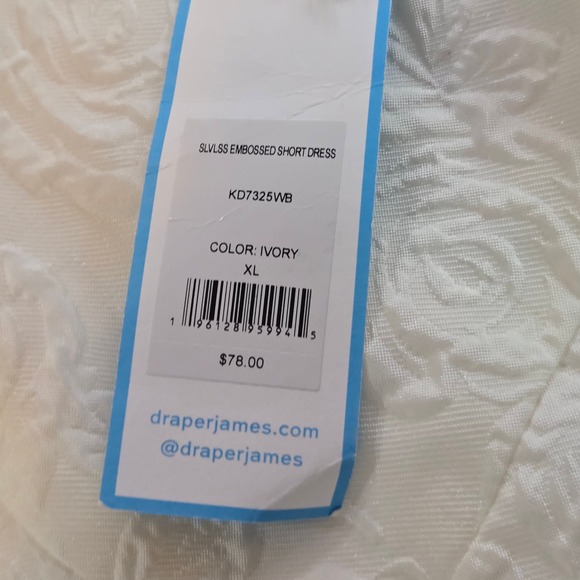 SLVLSS EMBOSSED SHORT DRESS
KD7325WB
COLOR: IVORY
XL
1 96128 95994 5
$78.00
draperjames.com
@draperjames